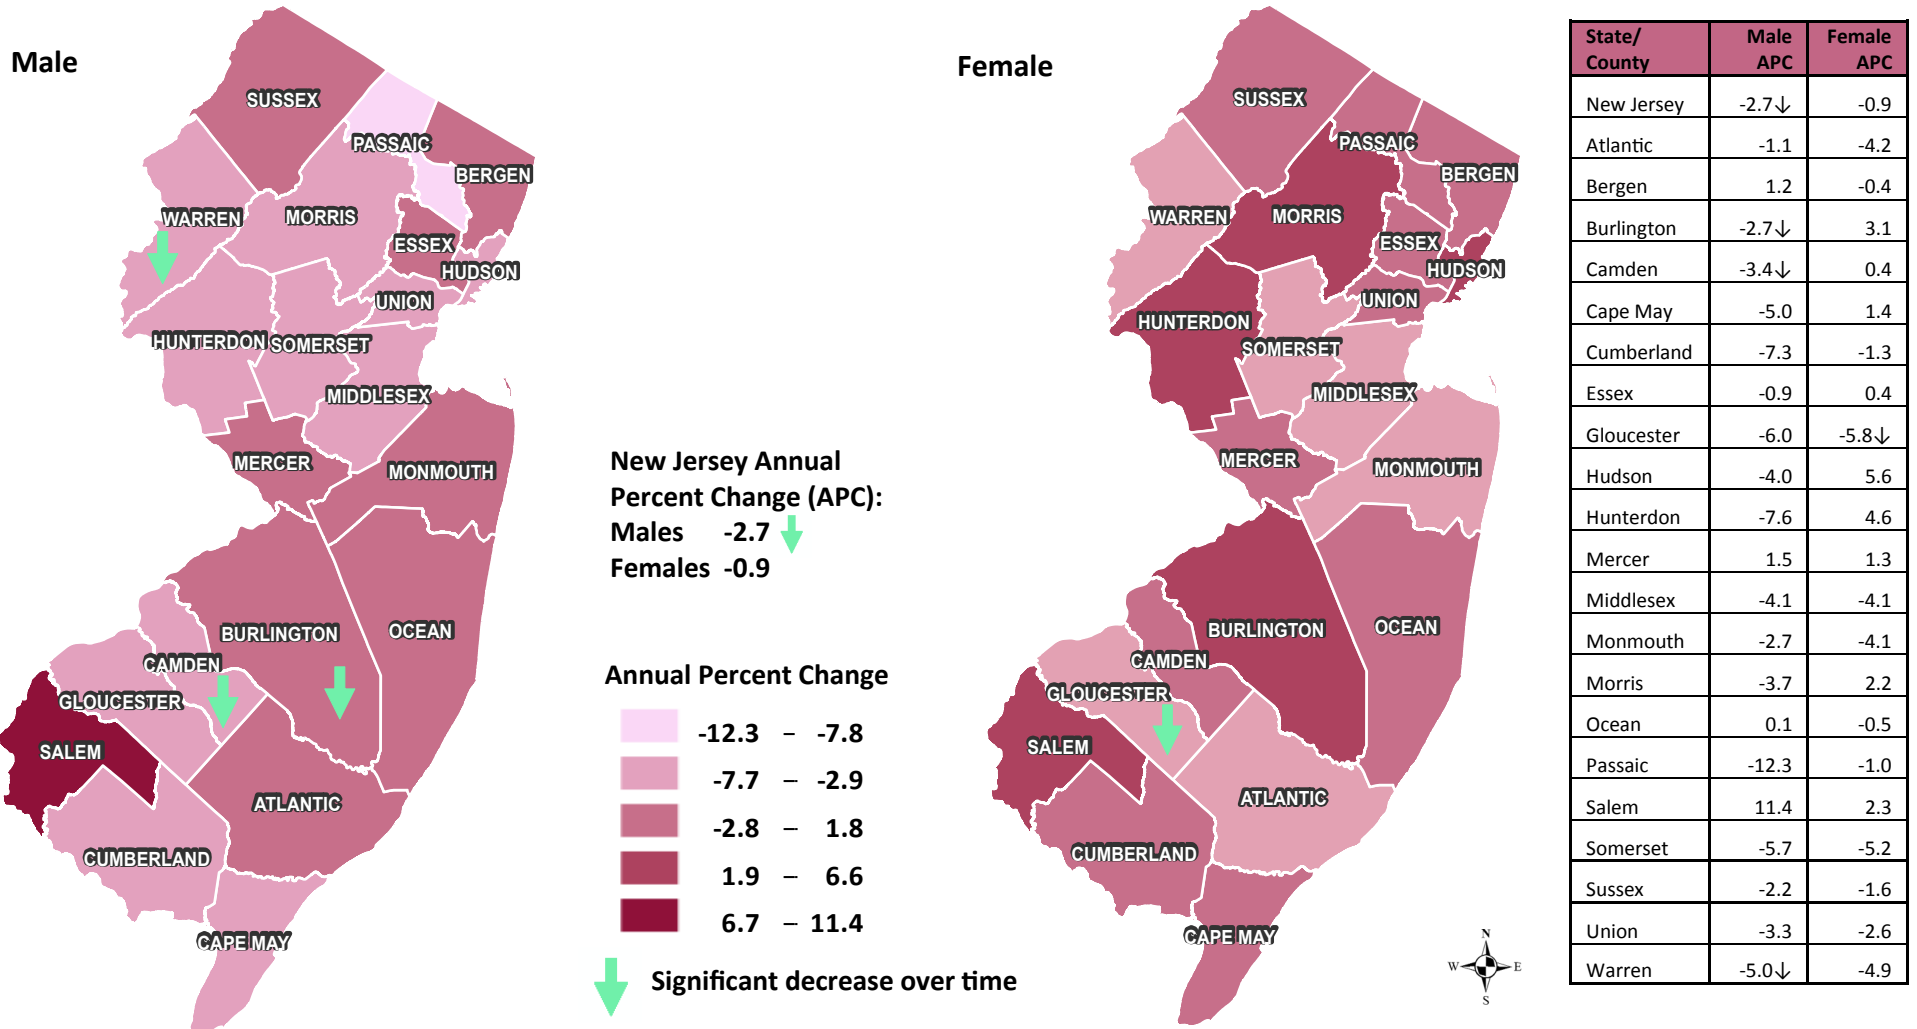 Male
SUSSEX
PASSAIC
BERGEN
WARREN
MORRIS
ESSEX
HUDSON
UNION
HUNTERDON
SOMERSET
MIDDLESEX
MERCER
MONMOUTH
BURLINGTON
OCEAN
CAMDEN
GLOUCESTER
SALEM
ATLANTIC
CUMBERLAND
CAPE MAY
New Jersey Annual
Percent Change (APC):
Males -2.7
Females -0.9
Annual Percent Change
-12.3 – -7.8
-7.7 – -2.9
-2.8 – 1.8
1.9 – 6.6
6.7 – 11.4
Significant decrease over time
Female
SUSSEX
PASSAIC
BERGEN
WARREN
MORRIS
ESSEX
HUDSON
UNION
HUNTERDON
SOMERSET
MIDDLESEX
MERCER
MONMOUTH
BURLINGTON
OCEAN
CAMDEN
GLOUCESTER
SALEM
ATLANTIC
CUMBERLAND
CAPE MAY
N
W E
S
State/ Male Female
County APC APC
New Jersey -2.7↓ -0.9
Atlantic -1.1 -4.2
Bergen 1.2 -0.4
Burlington -2.7↓ 3.1
Camden -3.4↓ 0.4
Cape May -5.0 1.4
Cumberland -7.3 -1.3
Essex -0.9 0.4
Gloucester -6.0 -5.8↓
Hudson -4.0 5.6
Hunterdon -7.6 4.6
Mercer 1.5 1.3
Middlesex -4.1 -4.1
Monmouth -2.7 -4.1
Morris -3.7 2.2
Ocean 0.1 -0.5
Passaic -12.3 -1.0
Salem 11.4 2.3
Somerset -5.7 -5.2
Sussex -2.2 -1.6
Union -3.3 -2.6
Warren -5.0↓ -4.9